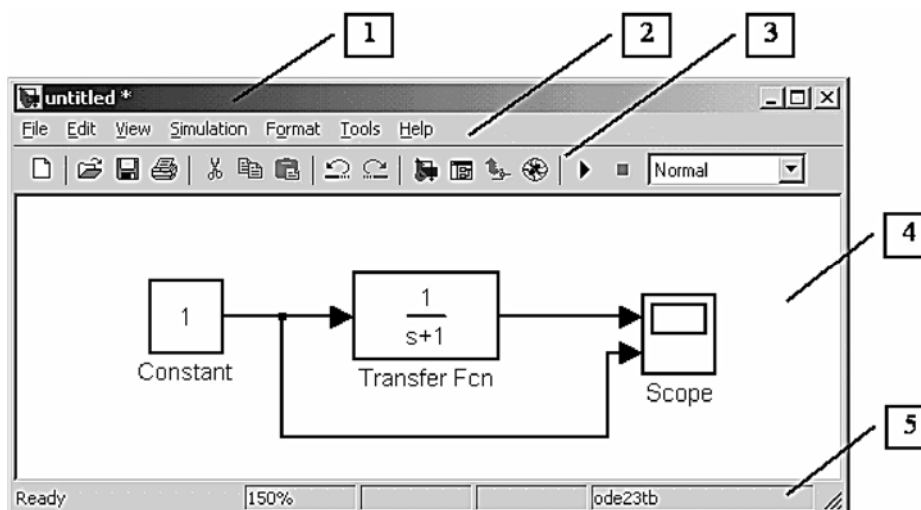 1 2 3
untitled *
File Edit View Simulation Format Tools Help
Normal
4
1
1
s+1
Constant
Transfer Fcn
Scope
5
Ready 150% ode23tb